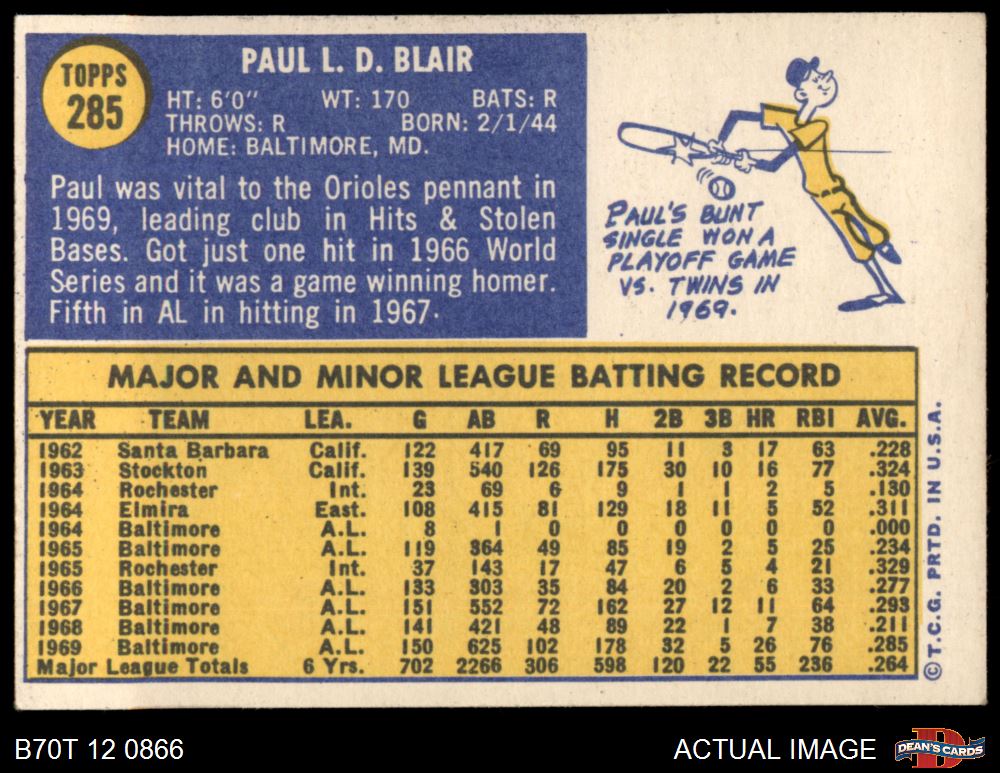 TOPPS
285
PAUL L. D. BLAIR
HT: 6'0" WT: 170 BATS: R
THROWS: R BORN: 2/1/44
HOME: BALTIMORE, MD.
Paul was vital to the Orioles pennant in
1969, leading club in Hits & Stolen
Bases. Got just one hit in 1966 World
Series and it was a game winning homer.
Fifth in AL in hitting in 1967.
PAUL'S BUNT
SINGLE WON A
PLAYOFF GAME
VS. TWINS IN
1969.
MAJOR AND MINOR LEAGUE BATTING RECORD
YEAR TEAM LEA. G AB R H 2B 3B HR RBI AVG.
1962 Santa Barbara Calif. 122 417 69 95 11 3 17 63 .228
1963 Stockton Calif. 139 540 126 175 30 10 16 77 .324
1964 Rochester Int. 23 69 6 9 1 1 2 5 .130
1964 Elmira East. 108 415 81 129 18 11 5 52 .311
1964 Baltimore A.L. 8 1 0 0 0 0 0 0 .000
1965 Baltimore A.L. 119 364 49 85 19 2 5 25 .234
1965 Rochester Int. 37 143 17 47 6 5 4 21 .329
1966 Baltimore A.L. 133 303 35 84 20 2 6 33 .277
1967 Baltimore A.L. 151 552 72 162 27 12 11 64 .293
1968 Baltimore A.L. 141 421 48 89 22 1 7 38 .211
1969 Baltimore A.L. 150 625 102 178 32 5 26 76 .285
Major League Totals 6 Yrs. 702 2266 306 598 120 22 55 236 .264
©T.C.G. PRTD. IN U.S.A.
B70T 12 0866
ACTUAL IMAGE
DEAN'S CARDS